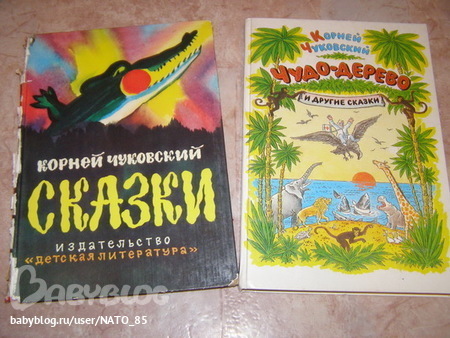 КОРНЕЙ ЧУКОВСКИЙ
СКАЗКИ
ИЗДАТЕЛЬСТВО
«ДЕТСКАЯ ЛИТЕРАТУРА»
Корней
Чуковский
Чудо-дерево
И ДРУГИЕ СКАЗКИ
BABYBLOG
babyblog.ru/user/NATO_85